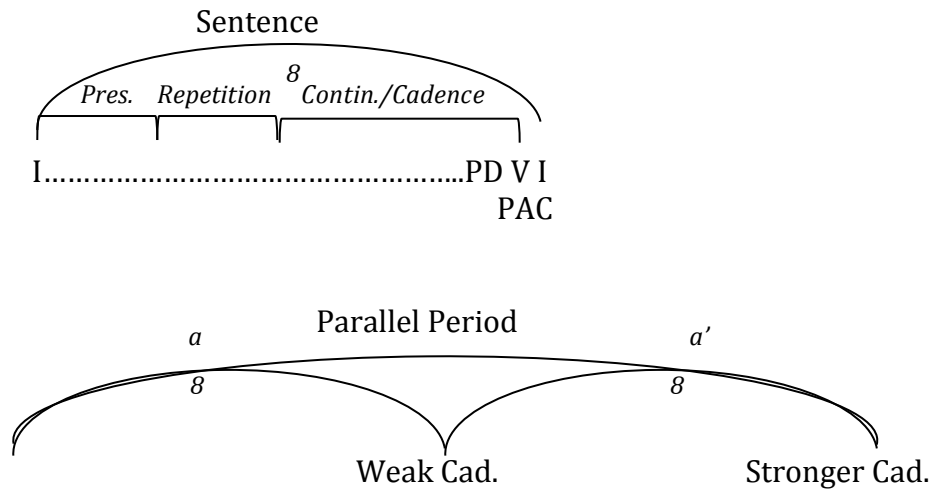 Sentence
8
Pres. Repetition Contin./Cadence
I…………………………………………...PD V I
PAC
Parallel Period
a a’
8 8
Weak Cad. Stronger Cad.